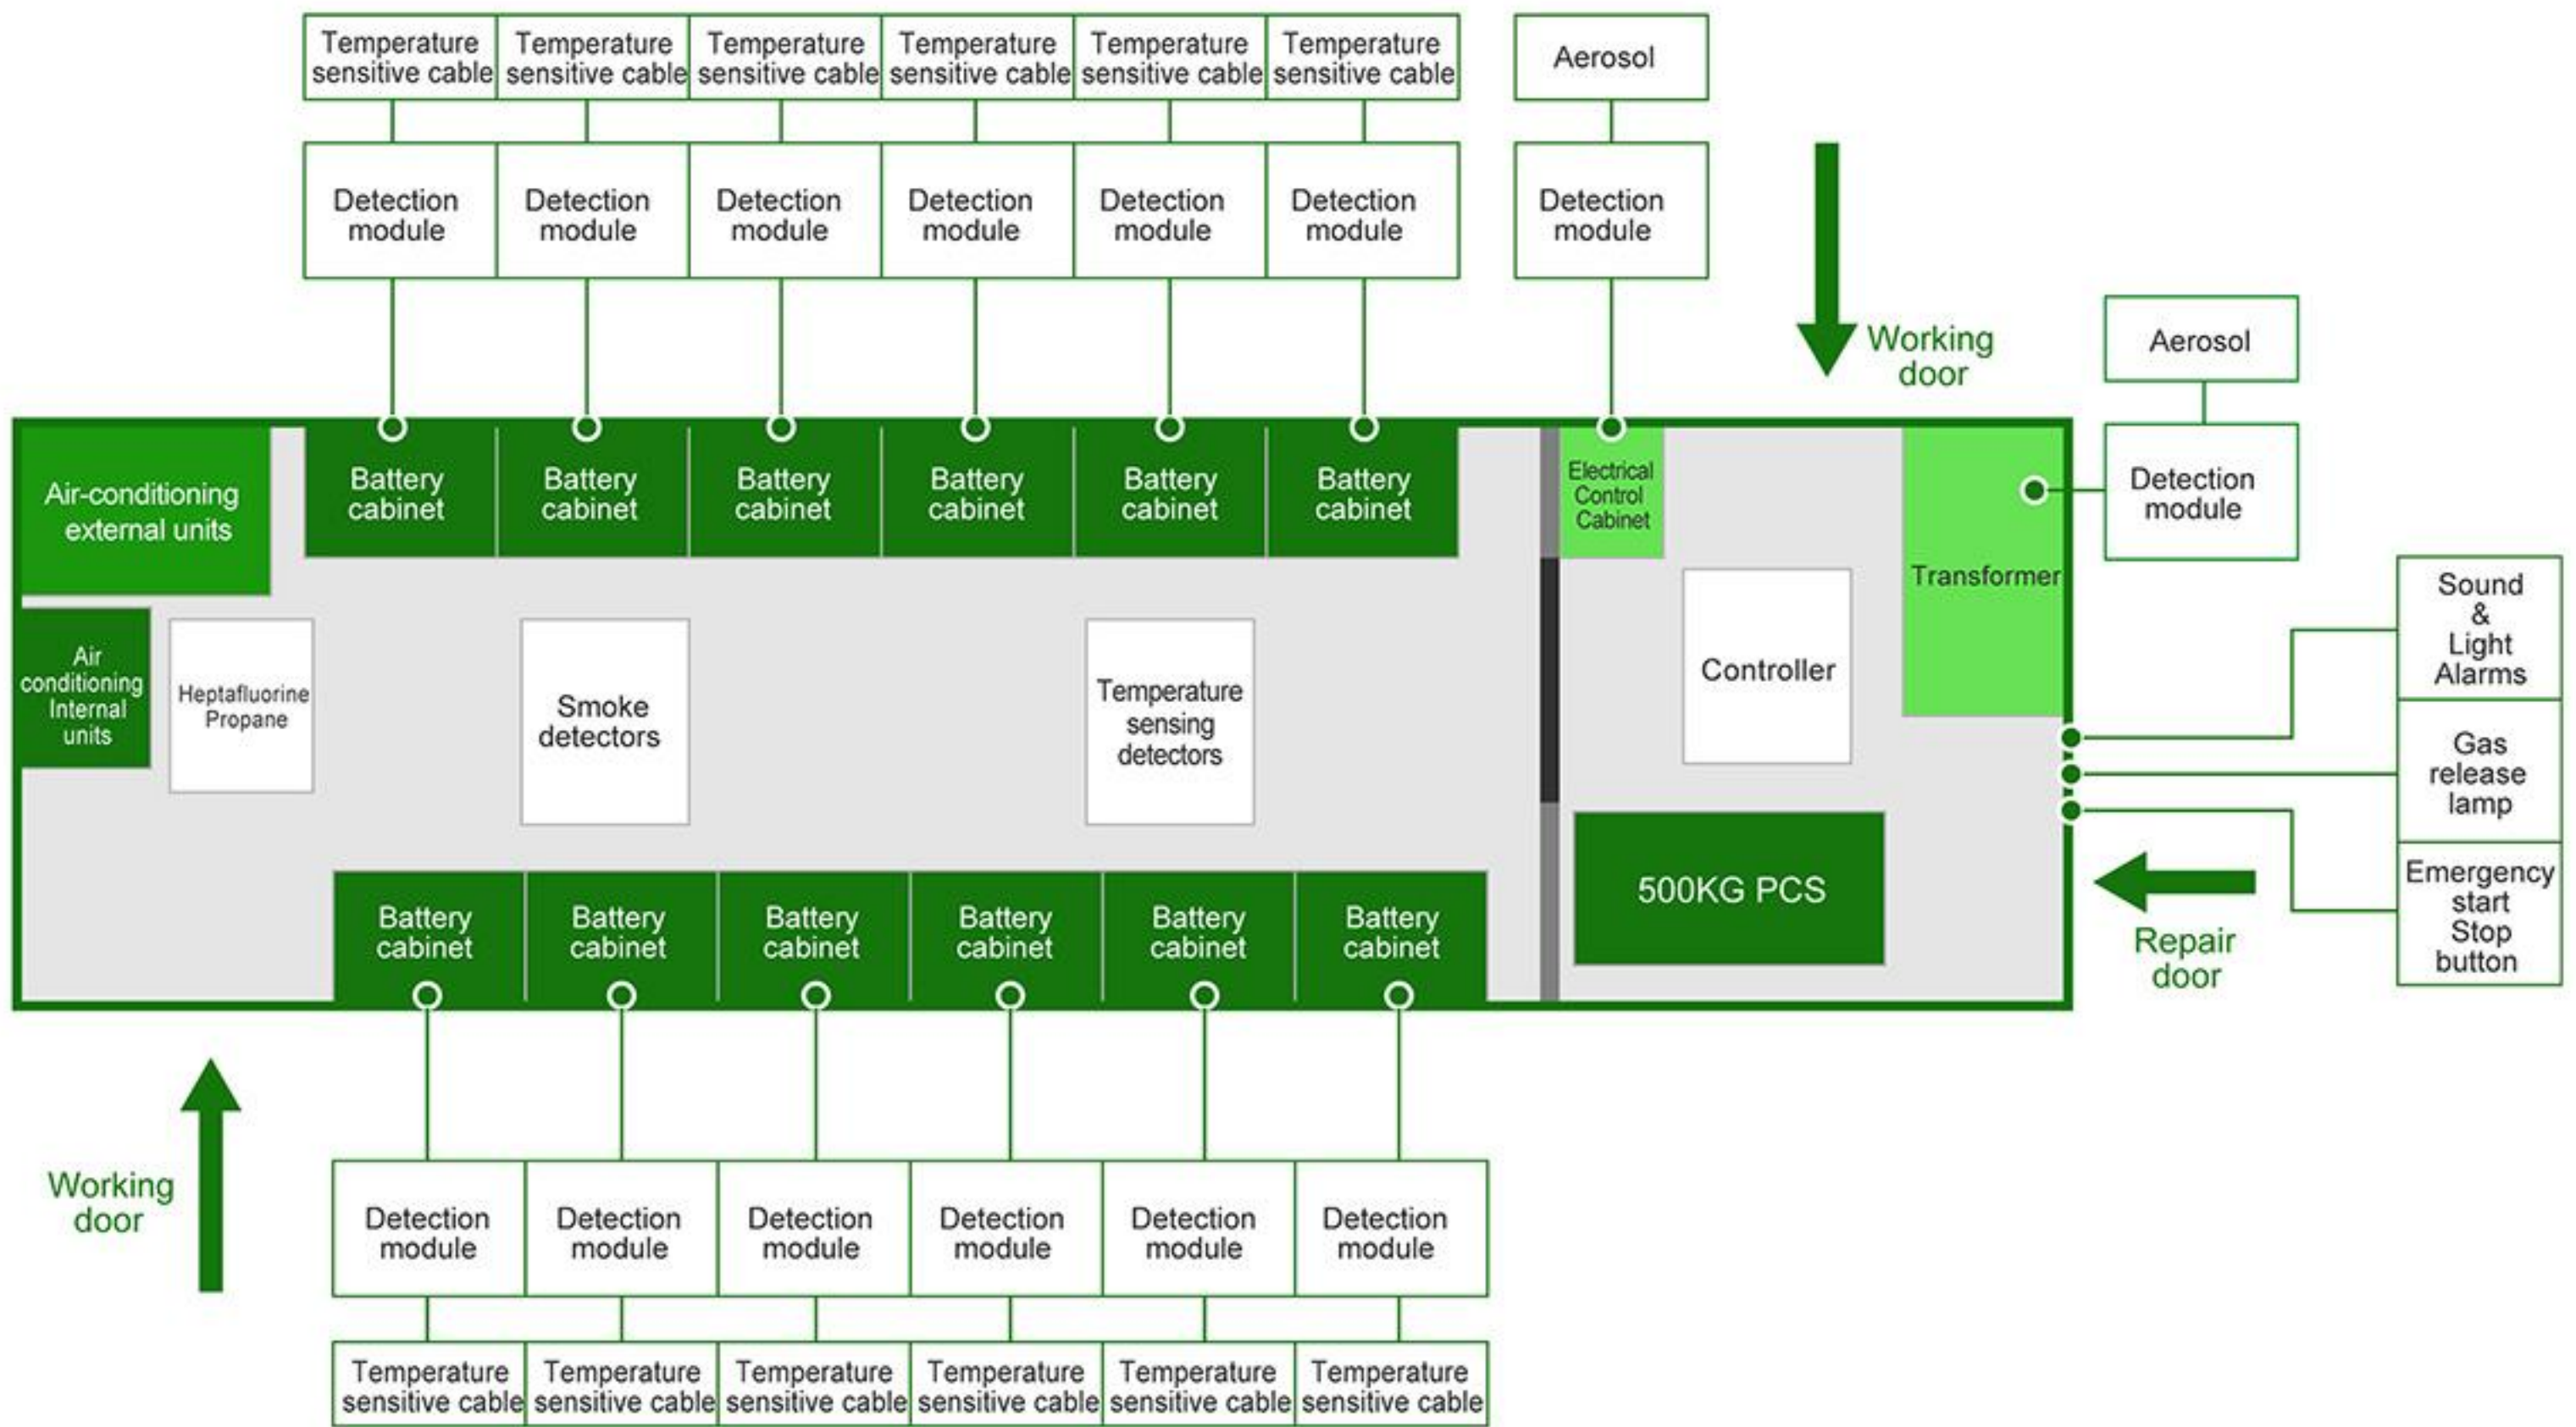 Temperature
sensitive cable
Temperature
sensitive cable
Temperature
sensitive cable
Temperature
sensitive cable
Temperature
sensitive cable
Temperature
sensitive cable
Aerosol
Detection
module
Detection
module
Detection
module
Detection
module
Detection
module
Detection
module
Detection
module
Working
door
Aerosol
Detection
module
Air-conditioning
external units
Battery
cabinet
Battery
cabinet
Battery
cabinet
Battery
cabinet
Battery
cabinet
Battery
cabinet
Electrical
Control
Cabinet
Transformer
Air
conditioning
Internal
units
Heptafluorine
Propane
Smoke
detectors
Temperature
sensing
detectors
Controller
Sound
&
Light
Alarms
Gas
release
lamp
Emergency
start
Stop
button
500KG PCS
Repair
door
Battery
cabinet
Battery
cabinet
Battery
cabinet
Battery
cabinet
Battery
cabinet
Battery
cabinet
Working
door
Detection
module
Detection
module
Detection
module
Detection
module
Detection
module
Detection
module
Temperature
sensitive cable
Temperature
sensitive cable
Temperature
sensitive cable
Temperature
sensitive cable
Temperature
sensitive cable
Temperature
sensitive cable